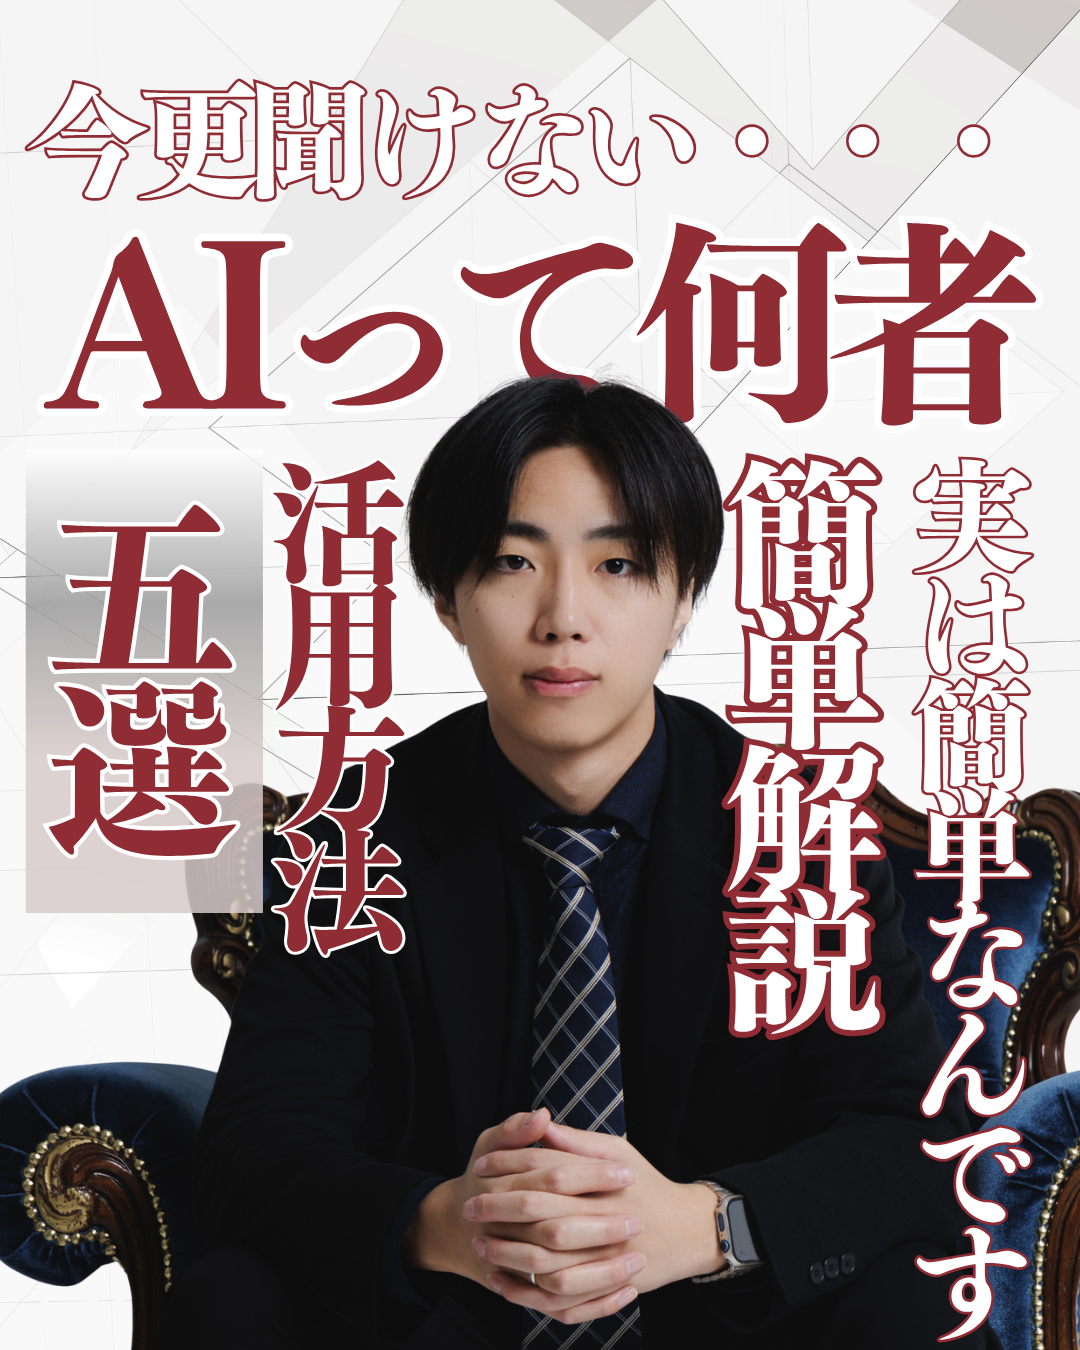 今更聞けない・・・
AIって何者
実は簡単なんです
簡単解説
活用方法
五選